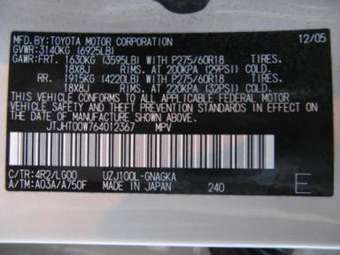 MFD.BY:TOYOTA MOTOR CORPORATION 12/05
GVWR:3140KG (6925LB)
GAWR:FRT. 1630KG (3595LB) WITH P275/60R18 TIRES.
18X8J RIMS AT 200KPA (29PSI) COLD.
RR. 1915KG (4220LB) WITH P275/60R18 TIRES.
18X8J RIMS AT 220KPA (32PSI) COLD.
THIS VEHICLE CONFORMS TO ALL APPLICABLE FEDERAL MOTOR
VEHICLE SAFETY AND THEFT PREVENTION STANDARDS IN EFFECT
ON THE DATE OF MANUFACTURE SHOWN ABOVE.
JTJHT00W764012367 MPV
C/TR:4R2/LG00 UZJ100L-GNAGKA
A/TM:A03A/A750F MADE IN JAPAN 240 E